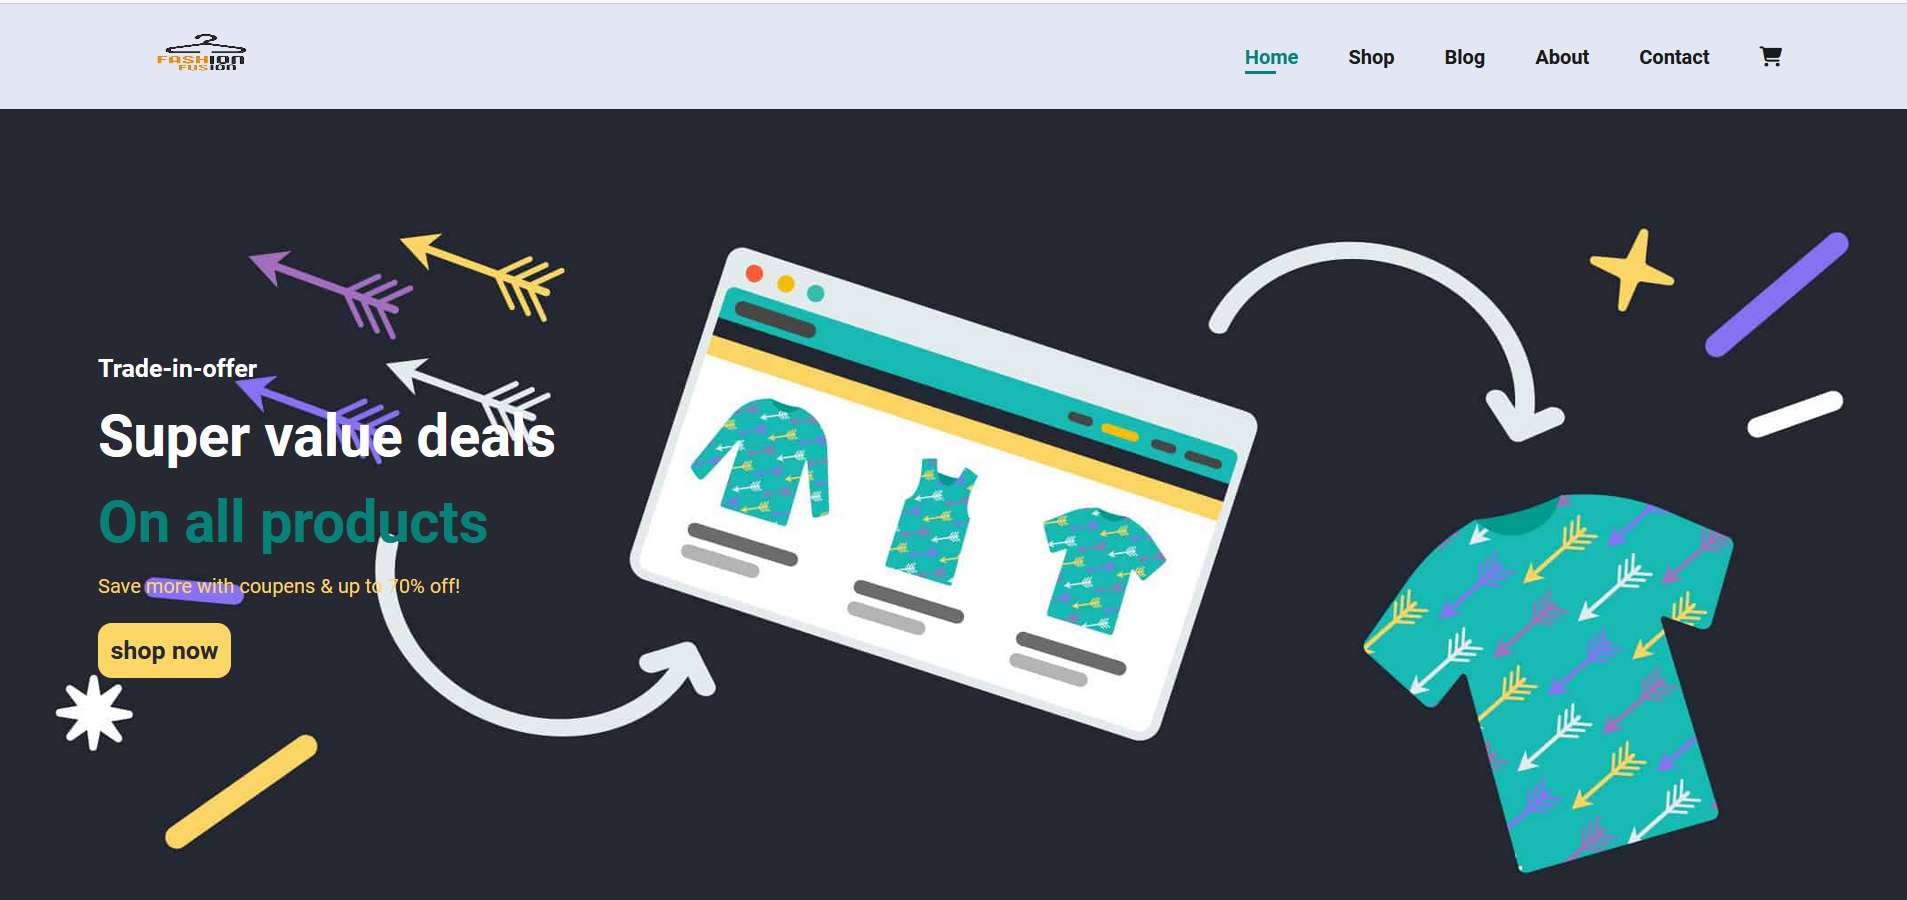 FASHION
FUSION
Home Shop Blog About Contact
Trade-in-offer
Super value deals
On all products
Save more with coupons & up to 70% off!
shop now